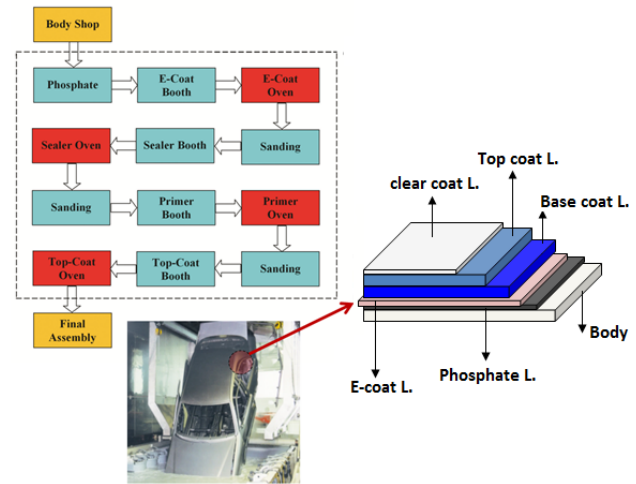 Body Shop
Phosphate
E-Coat
Booth
E-Coat
Oven
Sealer Oven
Sealer Booth
Sanding
Sanding
Primer
Booth
Primer
Oven
Top-Coat
Oven
Top-Coat
Booth
Sanding
Final
Assembly
Top coat L.
clear coat L.
Base coat L.
Body
Phosphate L.
E-coat L.